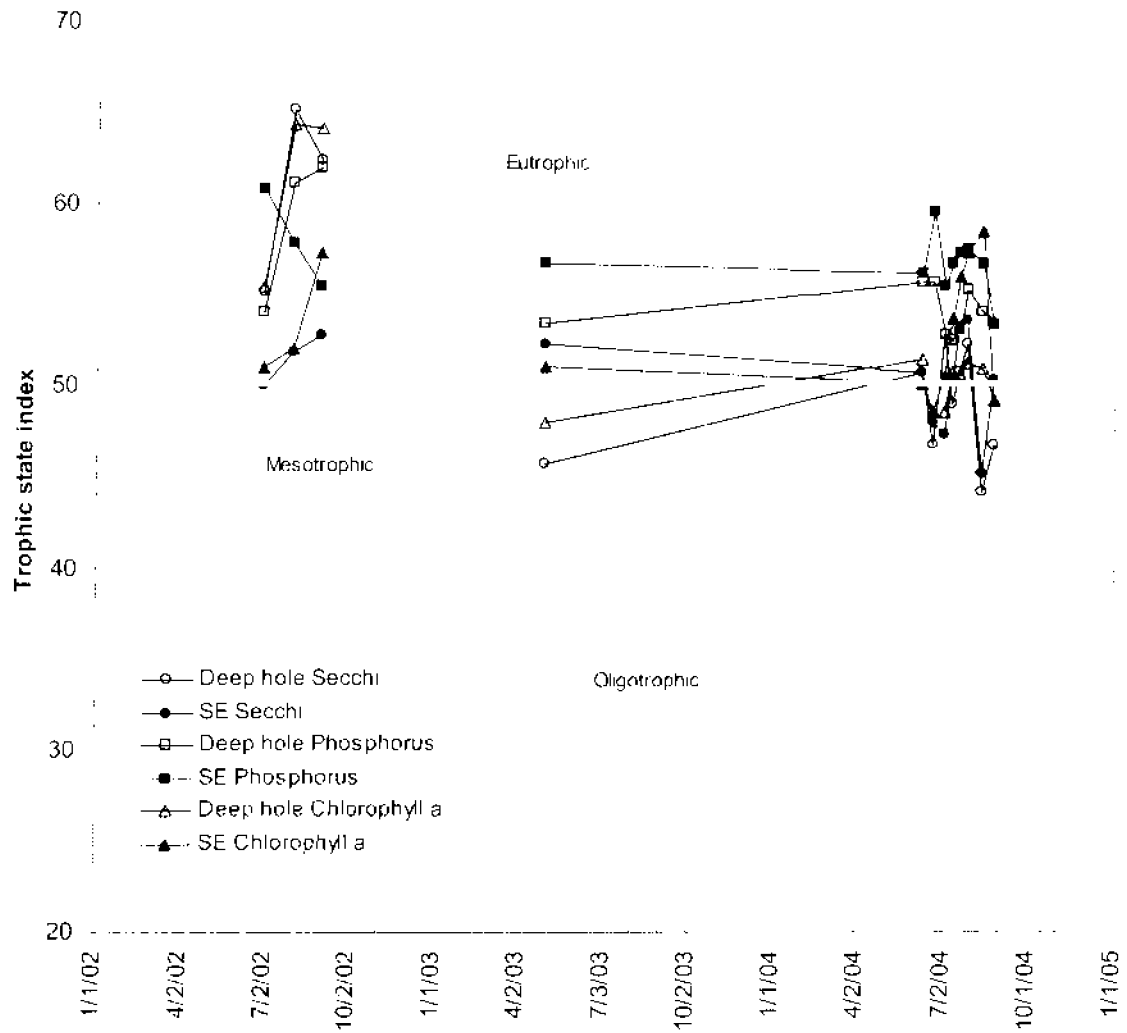 70
Eutrophic
60
50
Mesotrophic
Trophic state index
40
Oligotrophic
Deep hole Secchi
SE Secchi
30
Deep hole Phosphorus
SE Phosphorus
Deep hole Chlorophyll a
SE Chlorophyll a
20
1/1/02
4/2/02
7/2/02
10/2/02
1/1/03
4/2/03
7/3/03
10/2/03
1/1/04
4/2/04
7/2/04
10/1/04
1/1/05